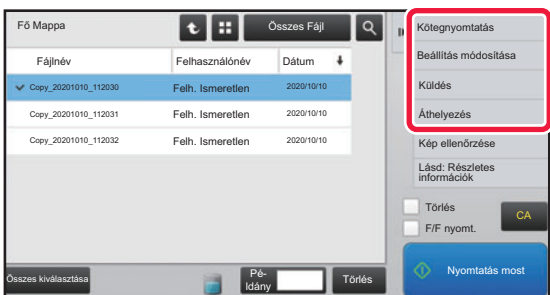 Fő Mappa
Összes Fájl
Fájlnév Felhasználónév Dátum
Copy_20201010_112030 Felh. Ismeretlen 2020/10/10
Copy_20201010_112031 Felh. Ismeretlen 2020/10/10
Copy_20201010_112032 Felh. Ismeretlen 2020/10/10
Összes kiválasztása
Pé-
ldány
Törlés
Kötegnyomtatás
Beállítás módosítása
Küldés
Áthelyezés
Kép ellenőrzése
Lásd: Részletes
információk
Törlés
F/F nyomt.
CA
Nyomtatás most